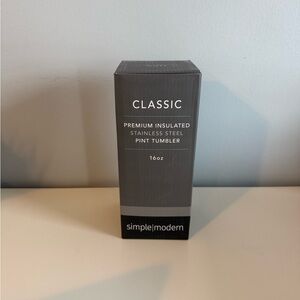 CLASSIC
PREMIUM INSULATED
STAINLESS STEEL
PINT TUMBLER
16oz
simple|modern